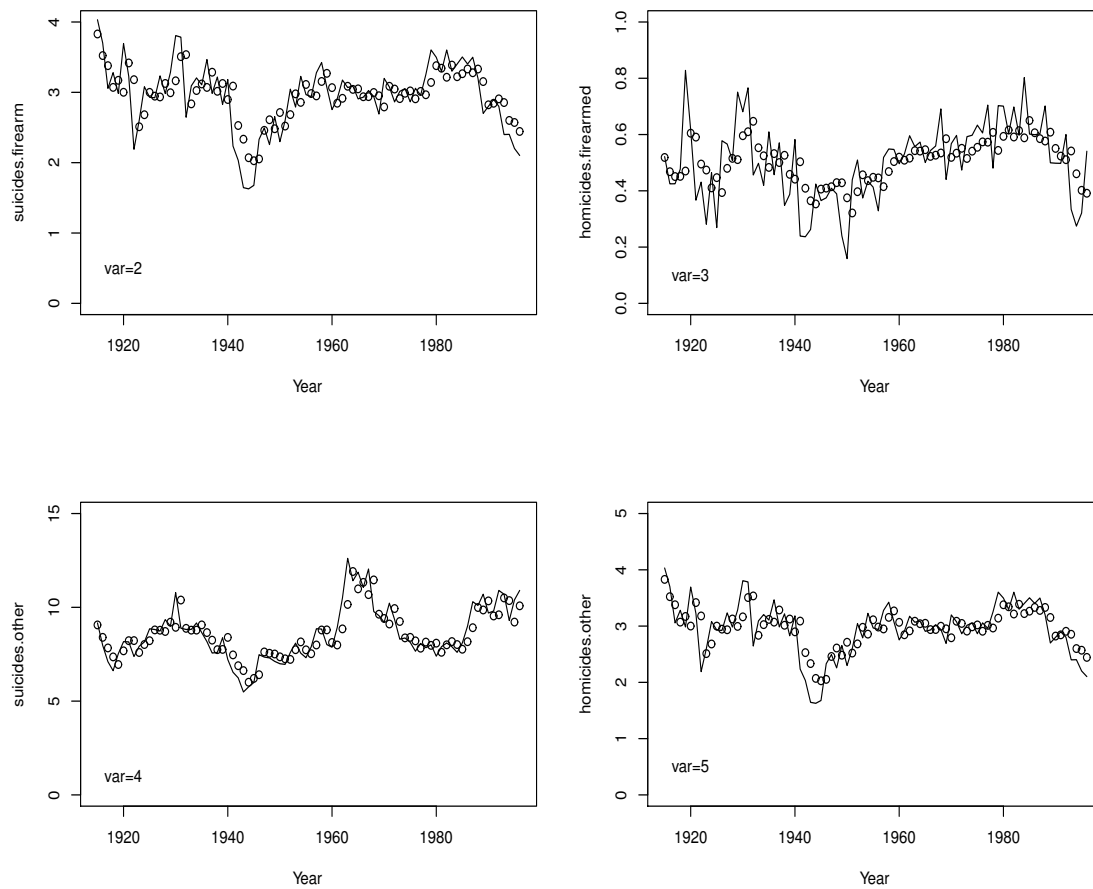 suicides.firearm
4
3
2
1
0
var=2
1920 1940 1960 1980
Year
homicides.firearmed
1.0
0.8
0.6
0.4
0.2
0.0
var=3
1920 1940 1960 1980
Year
suicides.other
15
10
5
0
var=4
1920 1940 1960 1980
Year
homicides.other
5
4
3
2
1
0
var=5
1920 1940 1960 1980
Year